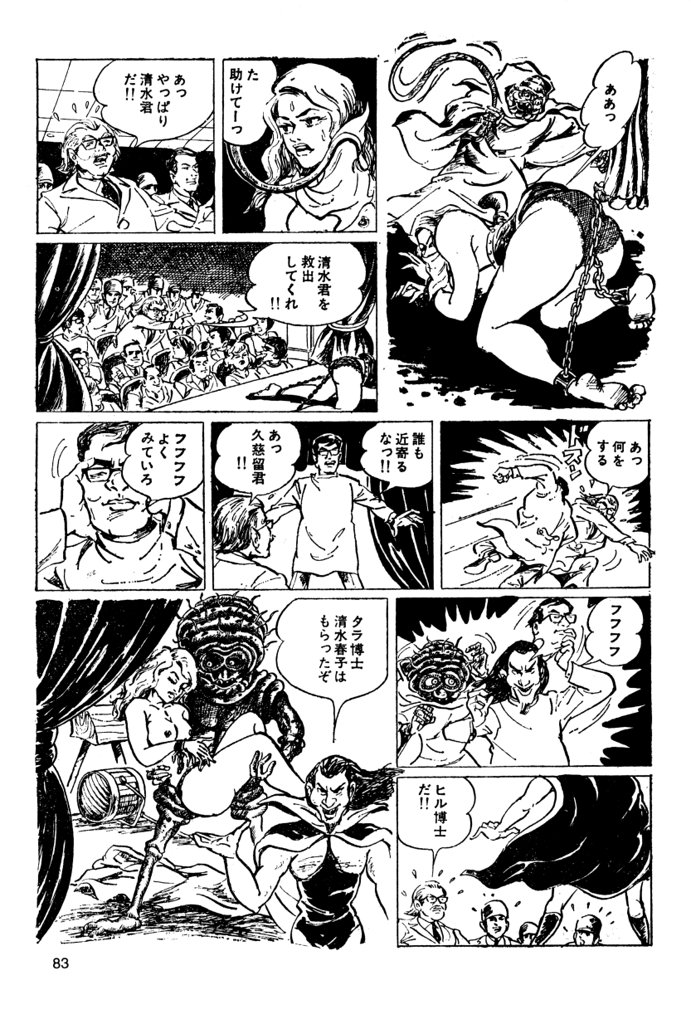 ああっ
た
助けてーっ
あっ
やっぱり
清水君
だ!!
清水君を
救出
してくれ
!!
あっ
何を
する
ドスン
誰も
近寄る
なっ!!
あっ
久慈留君
!!
フフフフ
よく
みていろ
フフフフ
タラ博士
清水春子は
もらったぞ
ヒル博士
だ!!
83